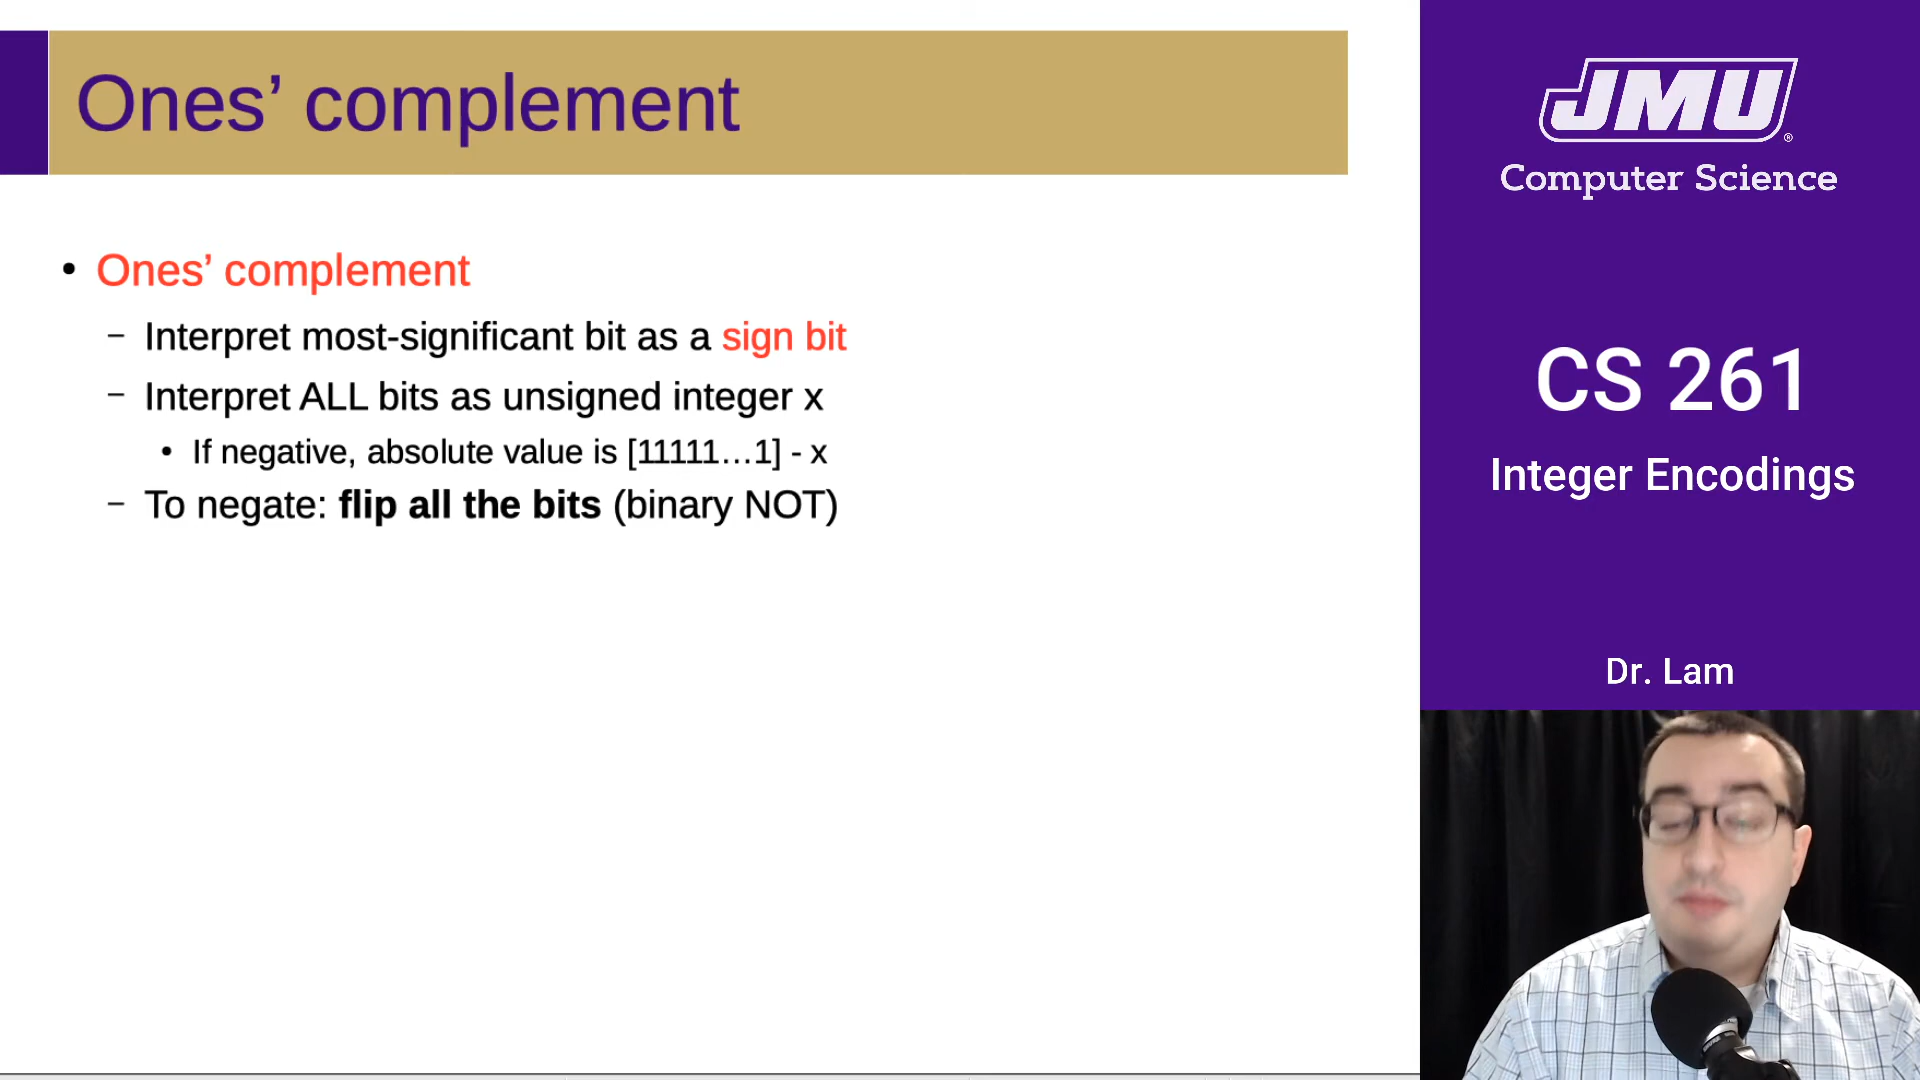 Ones’ complement
• Ones’ complement
– Interpret most-significant bit as a sign bit
– Interpret ALL bits as unsigned integer x
• If negative, absolute value is [11111…1] - x
– To negate: flip all the bits (binary NOT)
JMU®
Computer Science
CS 261
Integer Encodings
Dr. Lam